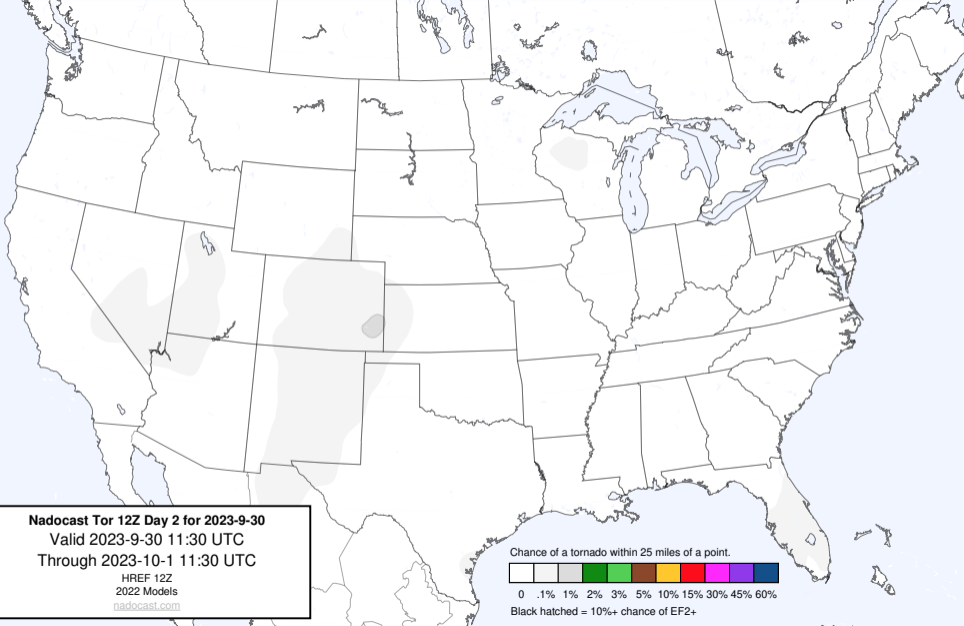 Nadocast Tor 12Z Day 2 for 2023-9-30
Valid 2023-9-30 11:30 UTC
Through 2023-10-1 11:30 UTC
HREF 12Z
2022 Models
nadocast.com
Chance of a tornado within 25 miles of a point.
0 .1% 1% 2% 3% 5% 10% 15% 30% 45% 60%
Black hatched = 10%+ chance of EF2+